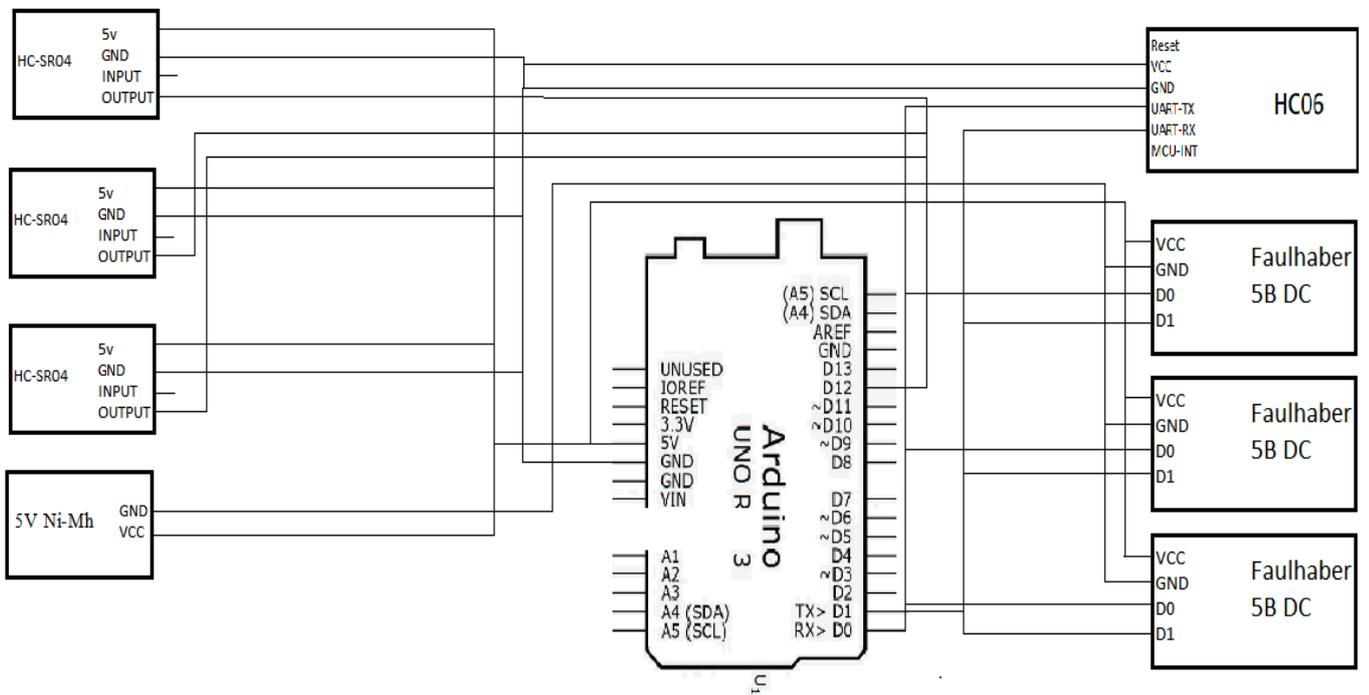 HC-SR04
5v
GND
INPUT
OUTPUT
HC-SR04
5v
GND
INPUT
OUTPUT
HC-SR04
5v
GND
INPUT
OUTPUT
5V Ni-Mh
GND
VCC
UNUSED
IOREF
RESET
3.3V
5V
GND
GND
VIN
A1
A2
A3
A4 (SDA)
A5 (SCL)
Arduino
UNO R 3
(A5) SCL
(A4) SDA
AREF
GND
D13
D12
~D11
~D10
~D9
D8
D7
~D6
~D5
D4
~D3
D2
TX> D1
RX> D0
U1
Reset
VCC
GND
UART-TX
UART-RX
MCU-INT
HC06
VCC
GND
D0
D1
Faulhaber
5B DC
VCC
GND
D0
D1
Faulhaber
5B DC
VCC
GND
D0
D1
Faulhaber
5B DC